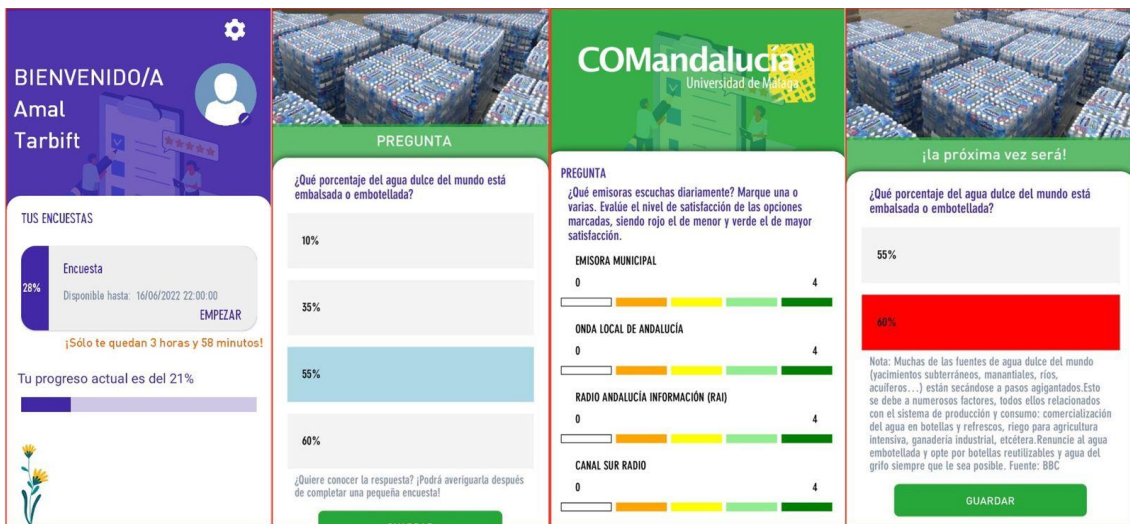 BIENVENIDO/A
Amal
Tarbift
TUS ENCUESTAS
28%
Encuesta
Disponible hasta: 16/06/2022 22:00:00
EMPEZAR
¡Sólo te quedan 3 horas y 58 minutos!
Tu progreso actual es del 21%
PREGUNTA
¿Qué porcentaje del agua dulce del mundo está
embalsada o embotellada?
10%
35%
55%
60%
¿Quiere conocer la respuesta? ¡Podrá averiguarla después
de completar una pequeña encuesta!
COMandalucía
Universidad de Málaga
PREGUNTA
¿Qué emisoras escuchas diariamente? Marque una o
varias. Evalúe el nivel de satisfacción de las opciones
marcadas, siendo rojo el de menor y verde el de mayor
satisfacción.
EMISORA MUNICIPAL
0 4
ONDA LOCAL DE ANDALUCÍA
0 4
RADIO ANDALUCÍA INFORMACIÓN (RAI)
0 4
CANAL SUR RADIO
0 4
¡la próxima vez será!
¿Qué porcentaje del agua dulce del mundo está
embalsada o embotellada?
55%
60%
Nota: Muchas de las fuentes de agua dulce del mundo
(yacimientos subterráneos, manantiales, ríos,
acuíferos...) están secándose a pasos agigantados.Esto
se debe a numerosos factores, todos ellos relacionados
con el sistema de producción y consumo: comercialización
del agua en botellas y refrescos, riego para agricultura
intensiva, ganadería industrial, etcétera.Renuncie al agua
embotellada y opte por botellas reutilizables y agua del
grifo siempre que le sea posible. Fuente: BBC
GUARDAR